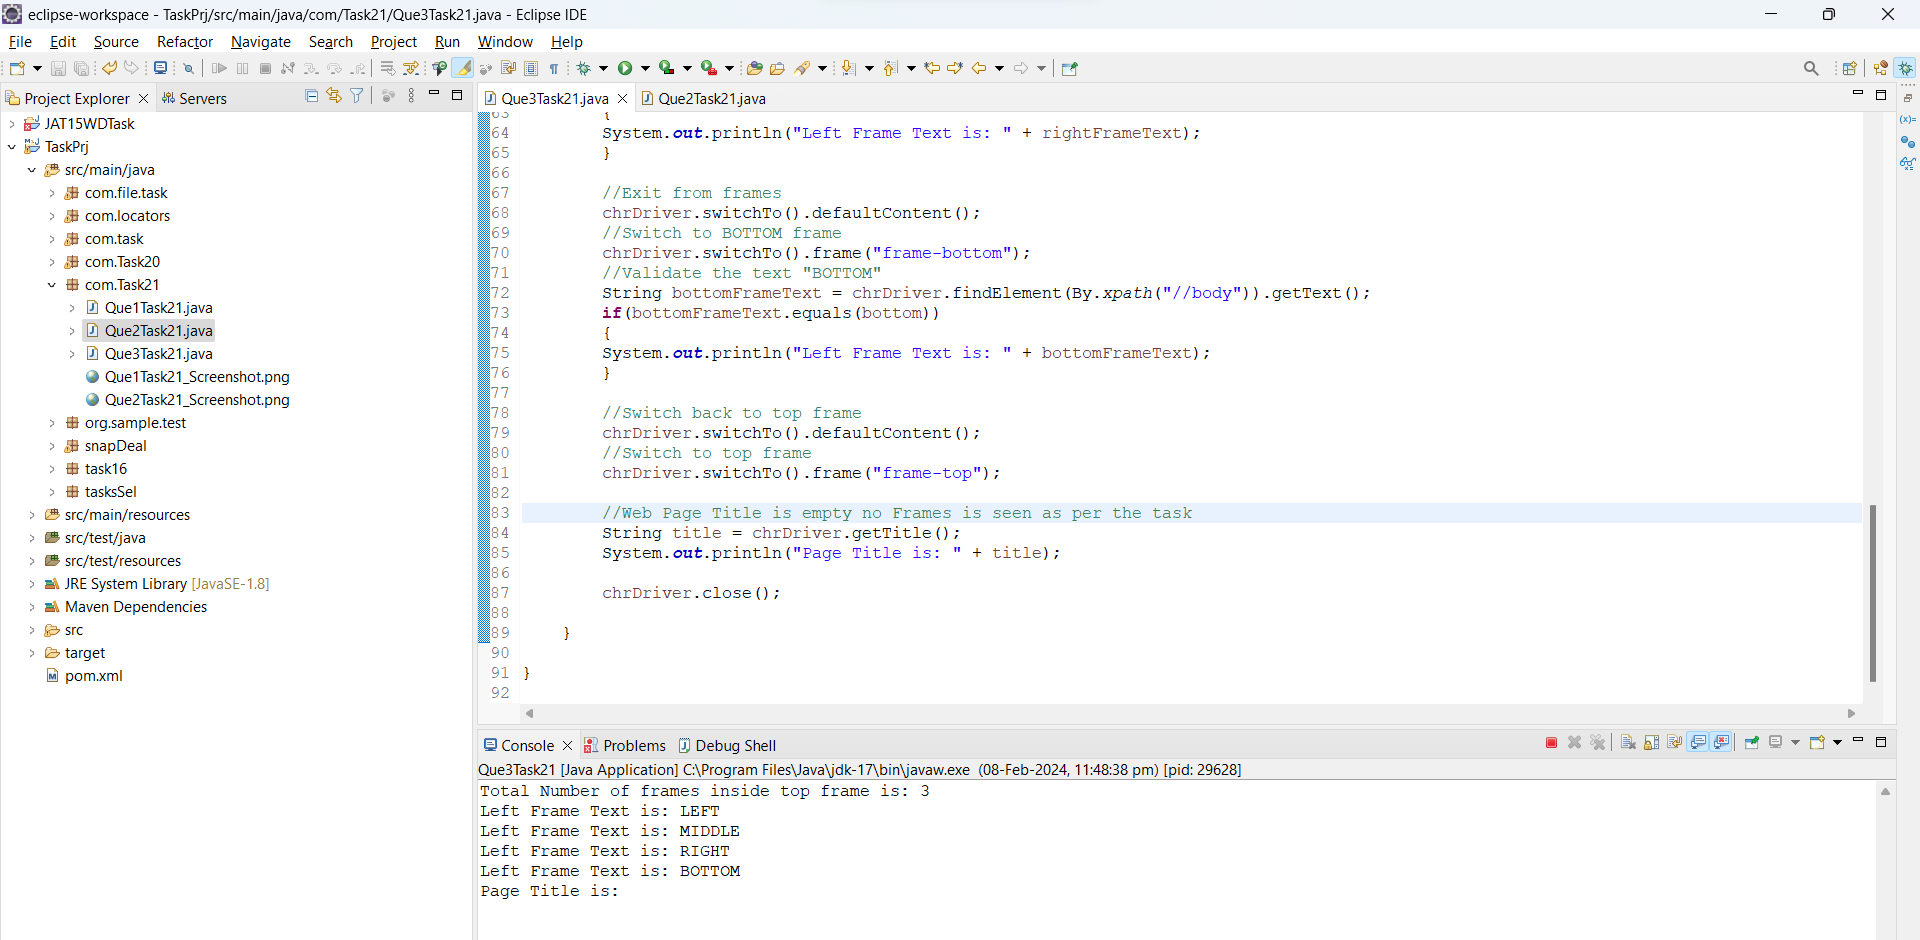 eclipse-workspace - TaskPrj/src/main/java/com/Task21/Que3Task21.java - Eclipse IDE
File Edit Source Refactor Navigate Search Project Run Window Help
Project Explorer Servers
JAT15WDTask
TaskPrj
src/main/java
com.file.task
com.locators
com.task
com.Task20
com.Task21
Que1Task21.java
Que2Task21.java
Que3Task21.java
Que1Task21_Screenshot.png
Que2Task21_Screenshot.png
org.sample.test
snapDeal
task16
tasksSel
src/main/resources
src/test/java
src/test/resources
JRE System Library [JavaSE-1.8]
Maven Dependencies
src
target
pom.xml
Que3Task21.java Que2Task21.java
63 {
64 System.out.println("Left Frame Text is: " + rightFrameText);
65 }
66
67 //Exit from frames
68 chrDriver.switchTo().defaultContent();
69 //Switch to BOTTOM frame
70 chrDriver.switchTo().frame("frame-bottom");
71 //Validate the text "BOTTOM"
72 String bottomFrameText = chrDriver.findElement(By.xpath("//body")).getText();
73 if(bottomFrameText.equals(bottom))
74 {
75 System.out.println("Left Frame Text is: " + bottomFrameText);
76 }
77
78 //Switch back to top frame
79 chrDriver.switchTo().defaultContent();
80 //Switch to top frame
81 chrDriver.switchTo().frame("frame-top");
82
83 //Web Page Title is empty no Frames is seen as per the task
84 String title = chrDriver.getTitle();
85 System.out.println("Page Title is: " + title);
86
87 chrDriver.close();
88
89 }
90
91 }
92
Console Problems Debug Shell
Que3Task21 [Java Application] C:\Program Files\Java\jdk-17\bin\javaw.exe (08-Feb-2024, 11:48:38 pm) [pid: 29628]
Total Number of frames inside top frame is: 3
Left Frame Text is: LEFT
Left Frame Text is: MIDDLE
Left Frame Text is: RIGHT
Left Frame Text is: BOTTOM
Page Title is: